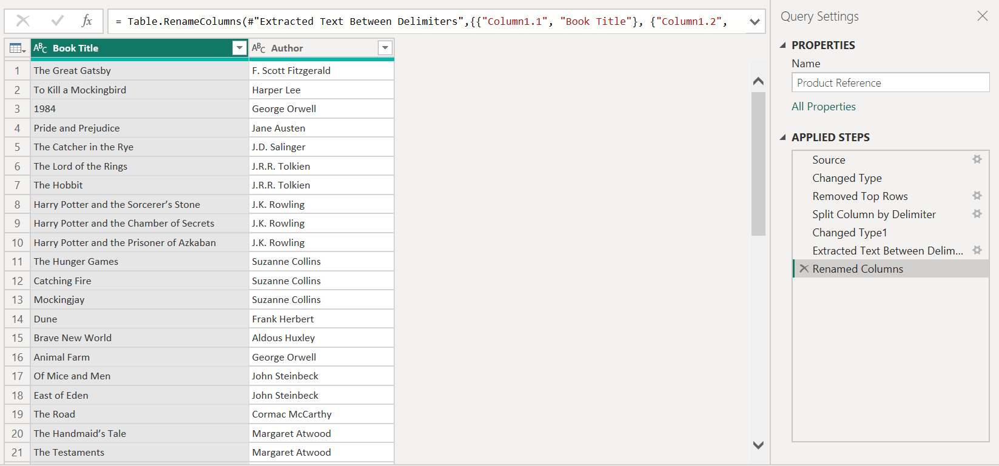 fx
= Table.RenameColumns(#"Extracted Text Between Delimiters",{{"Column1.1", "Book Title"}, {"Column1.2",
ABC Book Title ABC Author
1 The Great Gatsby F. Scott Fitzgerald
2 To Kill a Mockingbird Harper Lee
3 1984 George Orwell
4 Pride and Prejudice Jane Austen
5 The Catcher in the Rye J.D. Salinger
6 The Lord of the Rings J.R.R. Tolkien
7 The Hobbit J.R.R. Tolkien
8 Harry Potter and the Sorcerer’s Stone J.K. Rowling
9 Harry Potter and the Chamber of Secrets J.K. Rowling
10 Harry Potter and the Prisoner of Azkaban J.K. Rowling
11 The Hunger Games Suzanne Collins
12 Catching Fire Suzanne Collins
13 Mockingjay Suzanne Collins
14 Dune Frank Herbert
15 Brave New World Aldous Huxley
16 Animal Farm George Orwell
17 Of Mice and Men John Steinbeck
18 East of Eden John Steinbeck
19 The Road Cormac McCarthy
20 The Handmaid’s Tale Margaret Atwood
21 The Testaments Margaret Atwood
Query Settings
PROPERTIES
Name
Product Reference
All Properties
APPLIED STEPS
Source
Changed Type
Removed Top Rows
Split Column by Delimiter
Changed Type1
Extracted Text Between Delim...
Renamed Columns